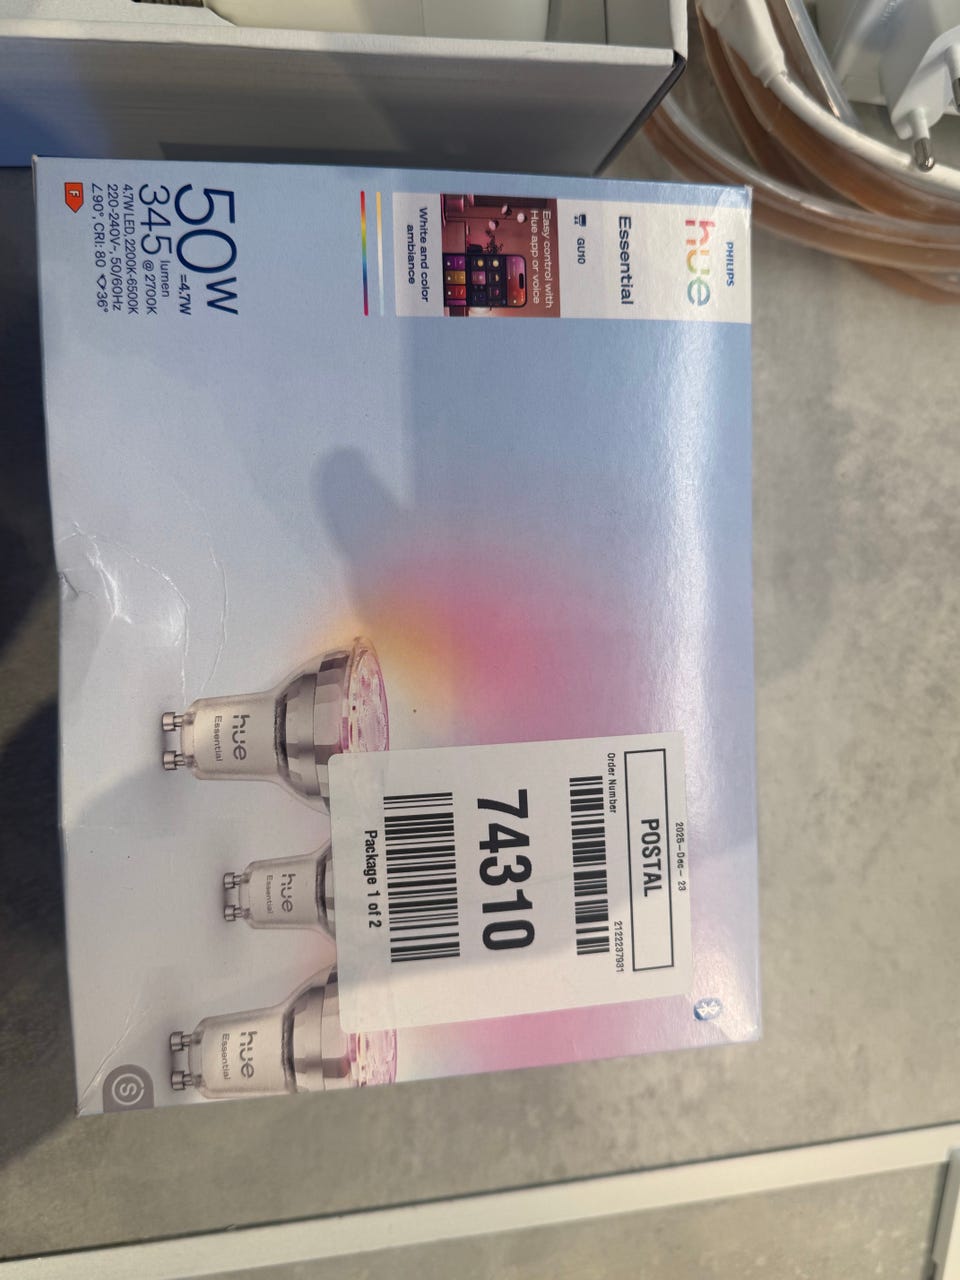 PHILIPS
hue
Essential
GU10
Easy control with
Hue app or voice
White and color
ambiance
50W
=4,7W
345 lumen
@ 2700K
4.7W LED, 2200K-6500K
220-240V~, 50/60Hz
∠90°, CRI: 80 36°
F
hue
Essential
hue
Essential
hue
Essential
2025-Dec-23
POSTAL
Order Number
2122237931
74310
Package 1 of 2
S